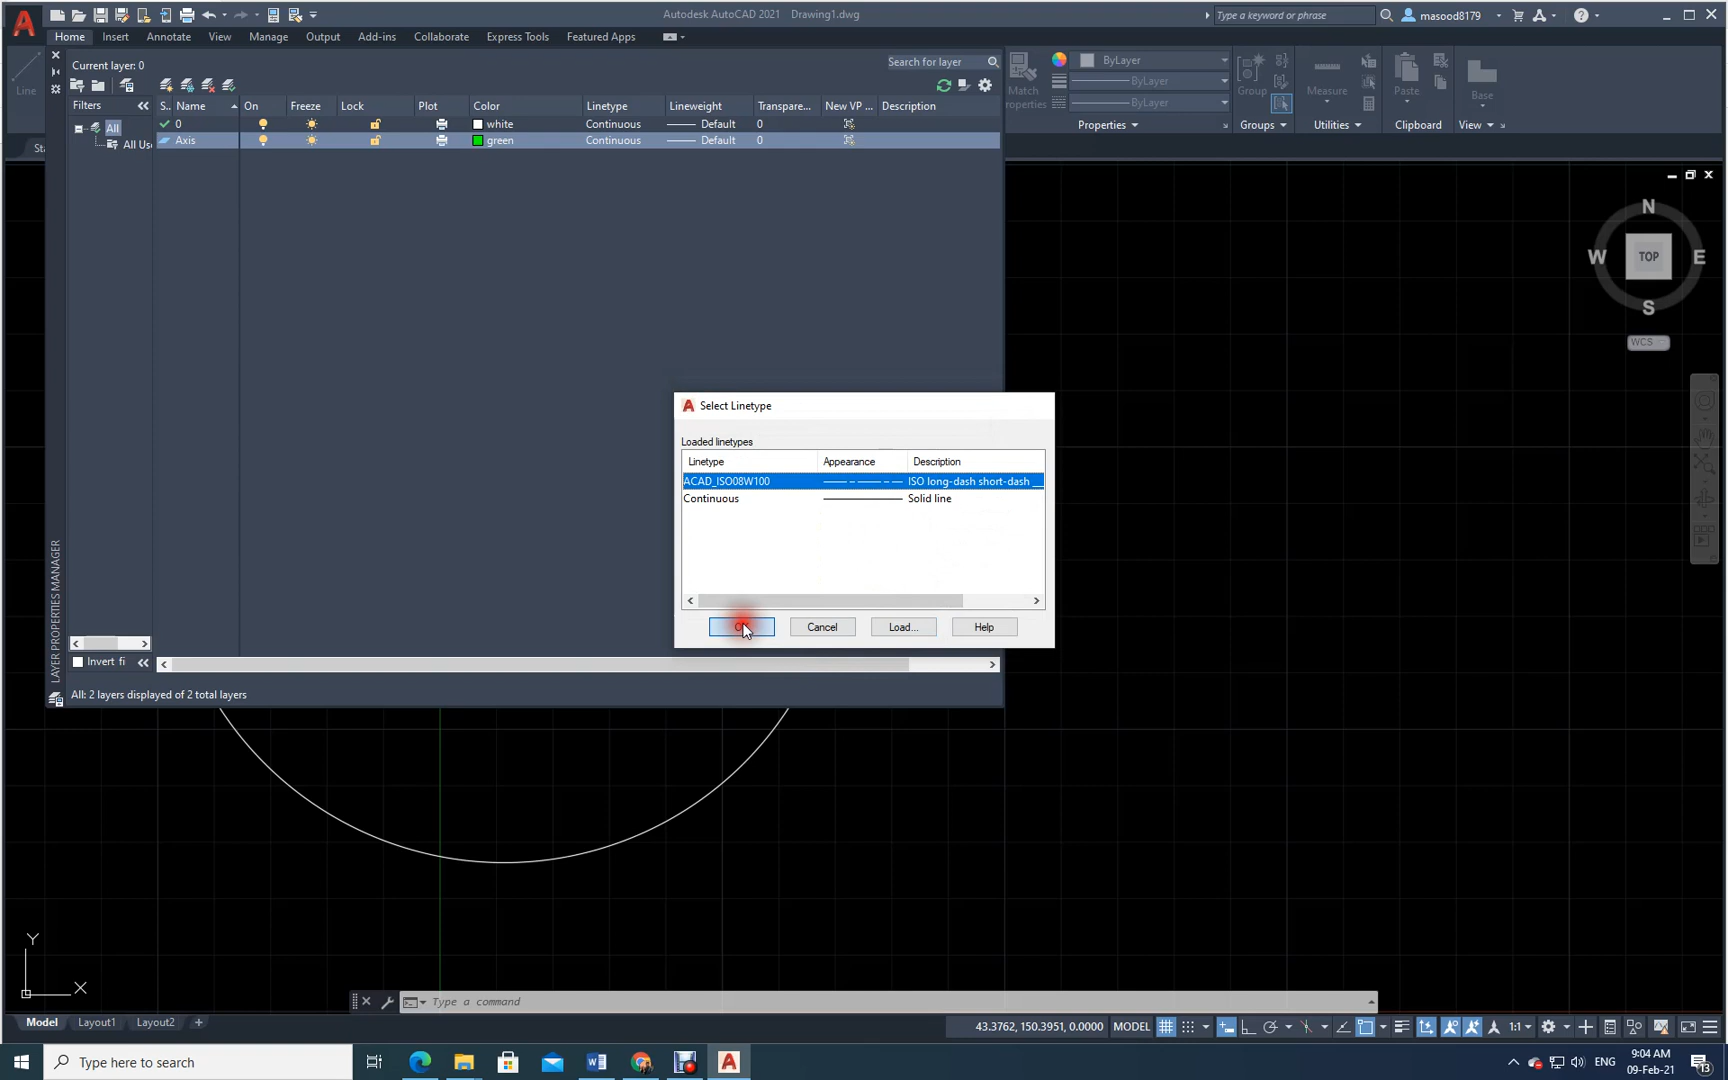 Autodesk AutoCAD 2021 Drawing1.dwg
Type a keyword or phrase
masood8179
Home Insert Annotate View Manage Output Add-ins Collaborate Express Tools Featured Apps
Line
Current layer: 0
Search for layer
Filters
S.. Name On Freeze Lock Plot Color Linetype Lineweight Transpare... New VP ... Description
All
0 white Continuous Default 0
All Use
Axis green Continuous Default 0
Match
ByLayer
ByLayer
ByLayer
Properties
Group
Groups
Measure
Utilities
Paste
Clipboard
Base
View
N
W TOP E
S
WCS
Select Linetype
Loaded linetypes
Linetype Appearance Description
ACAD_ISO08W100 ISO long-dash short-dash __
Continuous Solid line
Cancel Load... Help
LAYER PROPERTIES MANAGER
Invert fi
All: 2 layers displayed of 2 total layers
Y
X
Type a command
Model Layout1 Layout2 +
43.3762, 150.3951, 0.0000 MODEL 1:1
Type here to search
ENG
9:04 AM
09-Feb-21
13